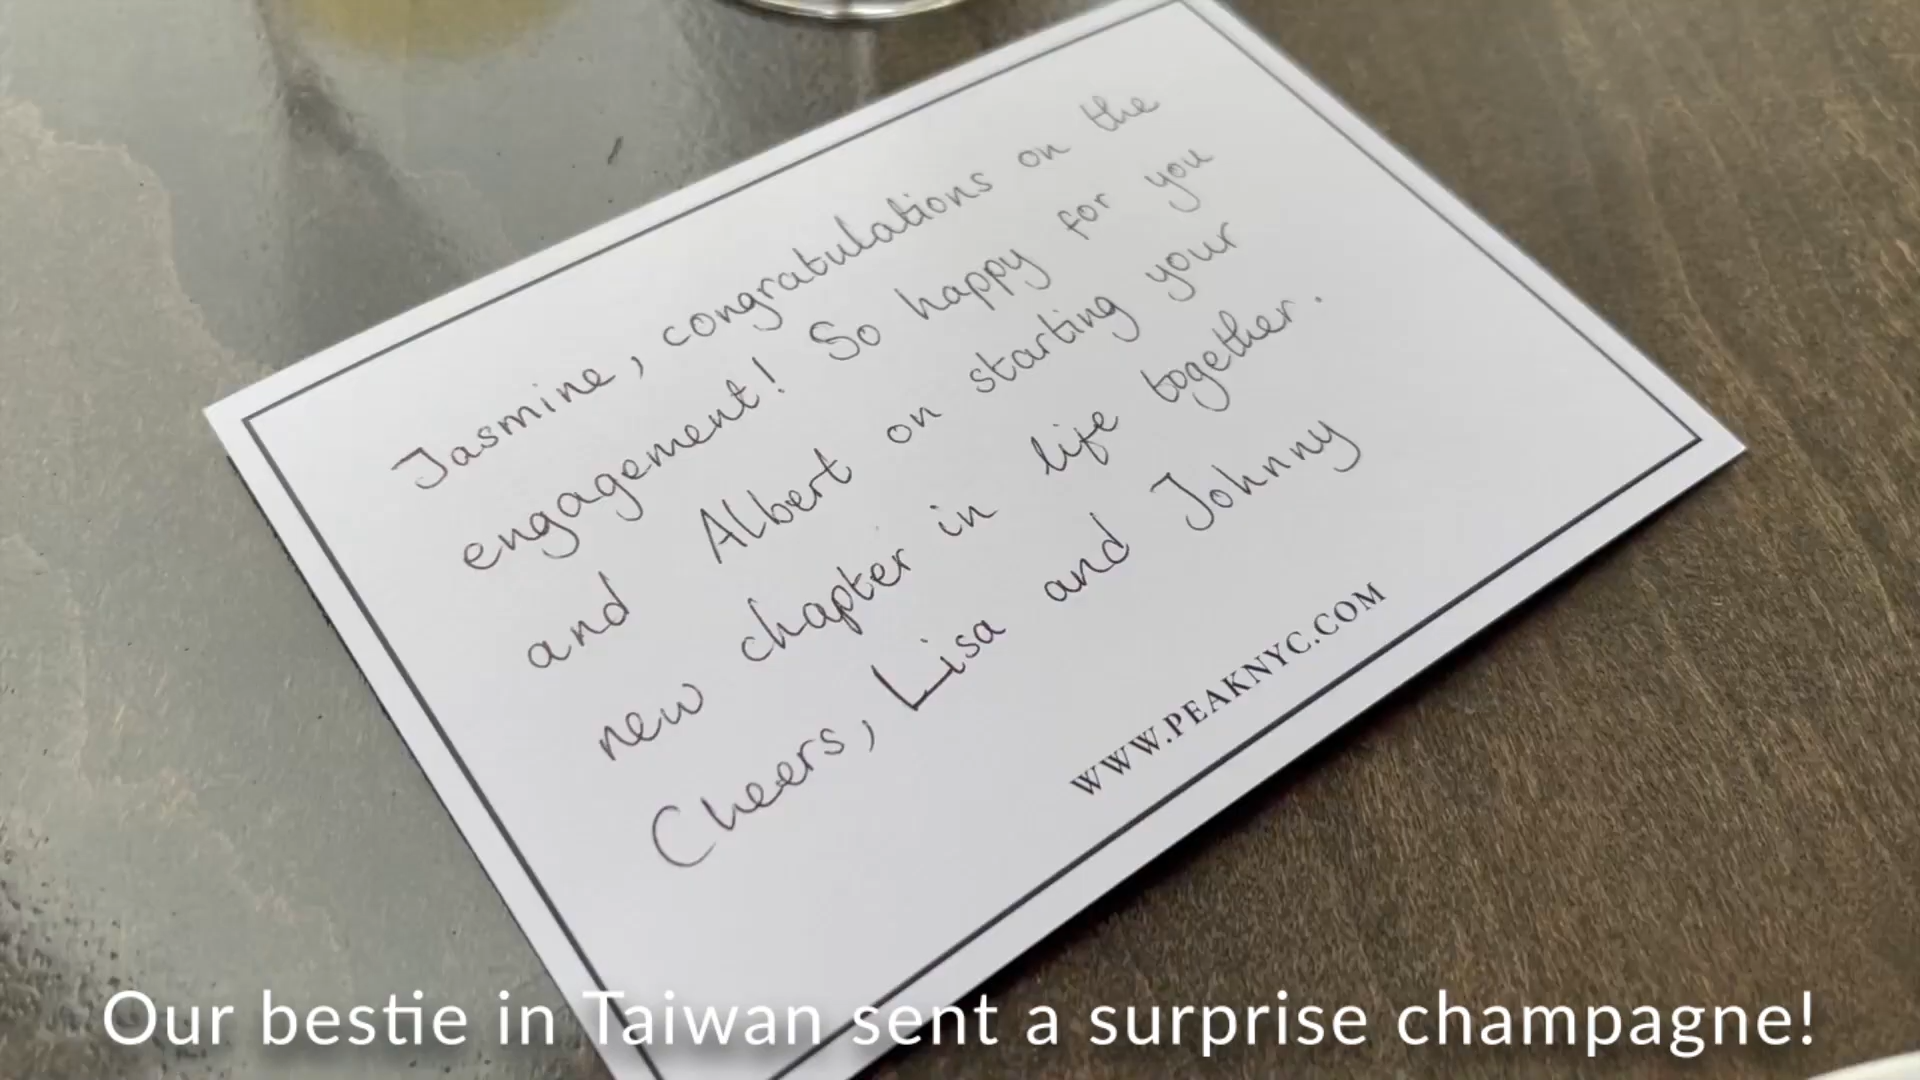 Jasmine, congratulations on the
engagement! So happy for you
and Albert on starting your
new chapter in life together.
Cheers, Lisa and Johnny
WWW.PEAKNYC.COM
Our bestie in Taiwan sent a surprise champagne!